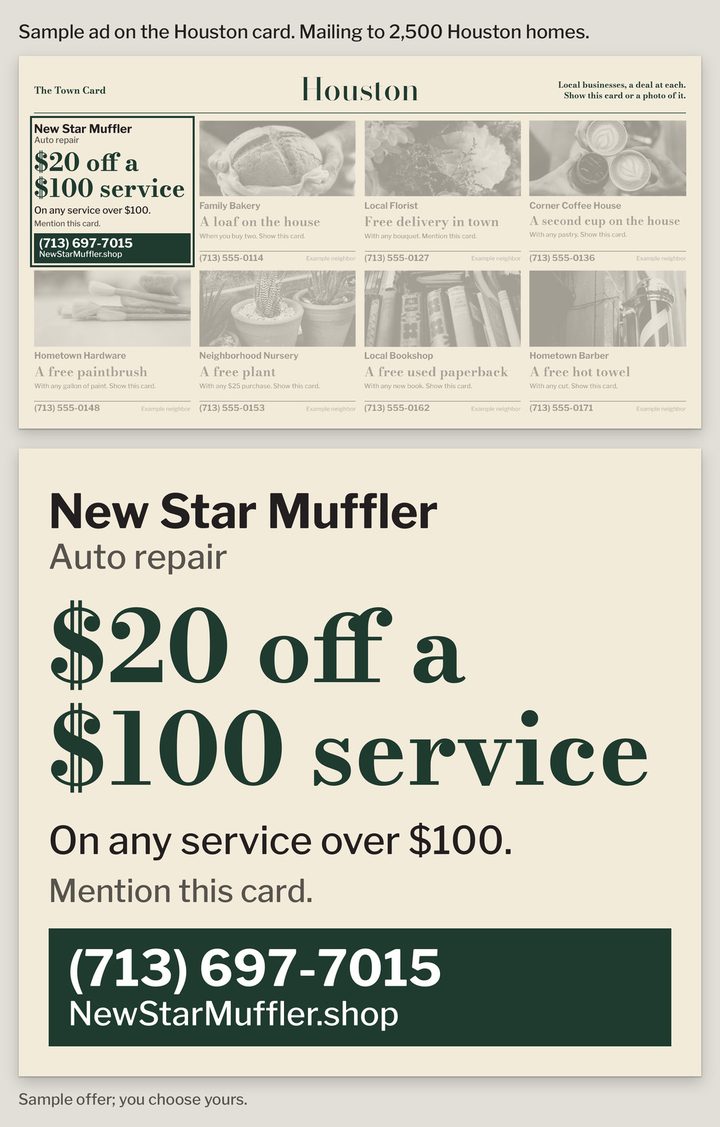 Sample ad on the Houston card. Mailing to 2,500 Houston homes.
The Town Card
Houston
Local businesses, a deal at each.
Show this card or a photo of it.
New Star Muffler
Auto repair
$20 off a
$100 service
On any service over $100.
Mention this card.
(713) 697-7015
NewStarMuffler.shop
Family Bakery
A loaf on the house
When you buy two. Show this card.
(713) 555-0114
Example neighbor
Local Florist
Free delivery in town
With any bouquet. Mention this card.
(713) 555-0127
Example neighbor
Corner Coffee House
A second cup on the house
With any pastry. Show this card.
(713) 555-0136
Example neighbor
Hometown Hardware
A free paintbrush
With any gallon of paint. Show this card.
(713) 555-0148
Example neighbor
Neighborhood Nursery
A free plant
With any $25 purchase. Show this card.
(713) 555-0153
Example neighbor
Local Bookshop
A free used paperback
With any new book. Show this card.
(713) 555-0162
Example neighbor
Hometown Barber
A free hot towel
With any cut. Show this card.
(713) 555-0171
Example neighbor
New Star Muffler
Auto repair
$20 off a
$100 service
On any service over $100.
Mention this card.
(713) 697-7015
NewStarMuffler.shop
Sample offer; you choose yours.